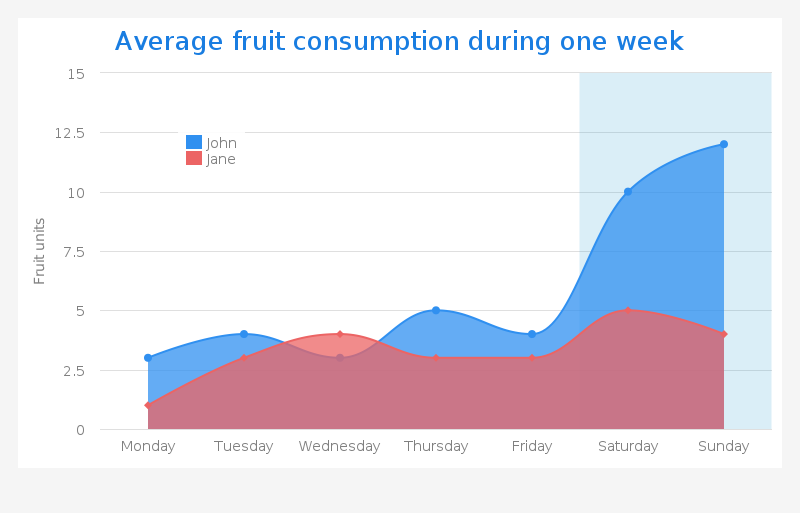 Average fruit consumption during one week
15
12.5
10
7.5
5
2.5
0
Fruit units
John
Jane
Monday Tuesday Wednesday Thursday Friday Saturday Sunday